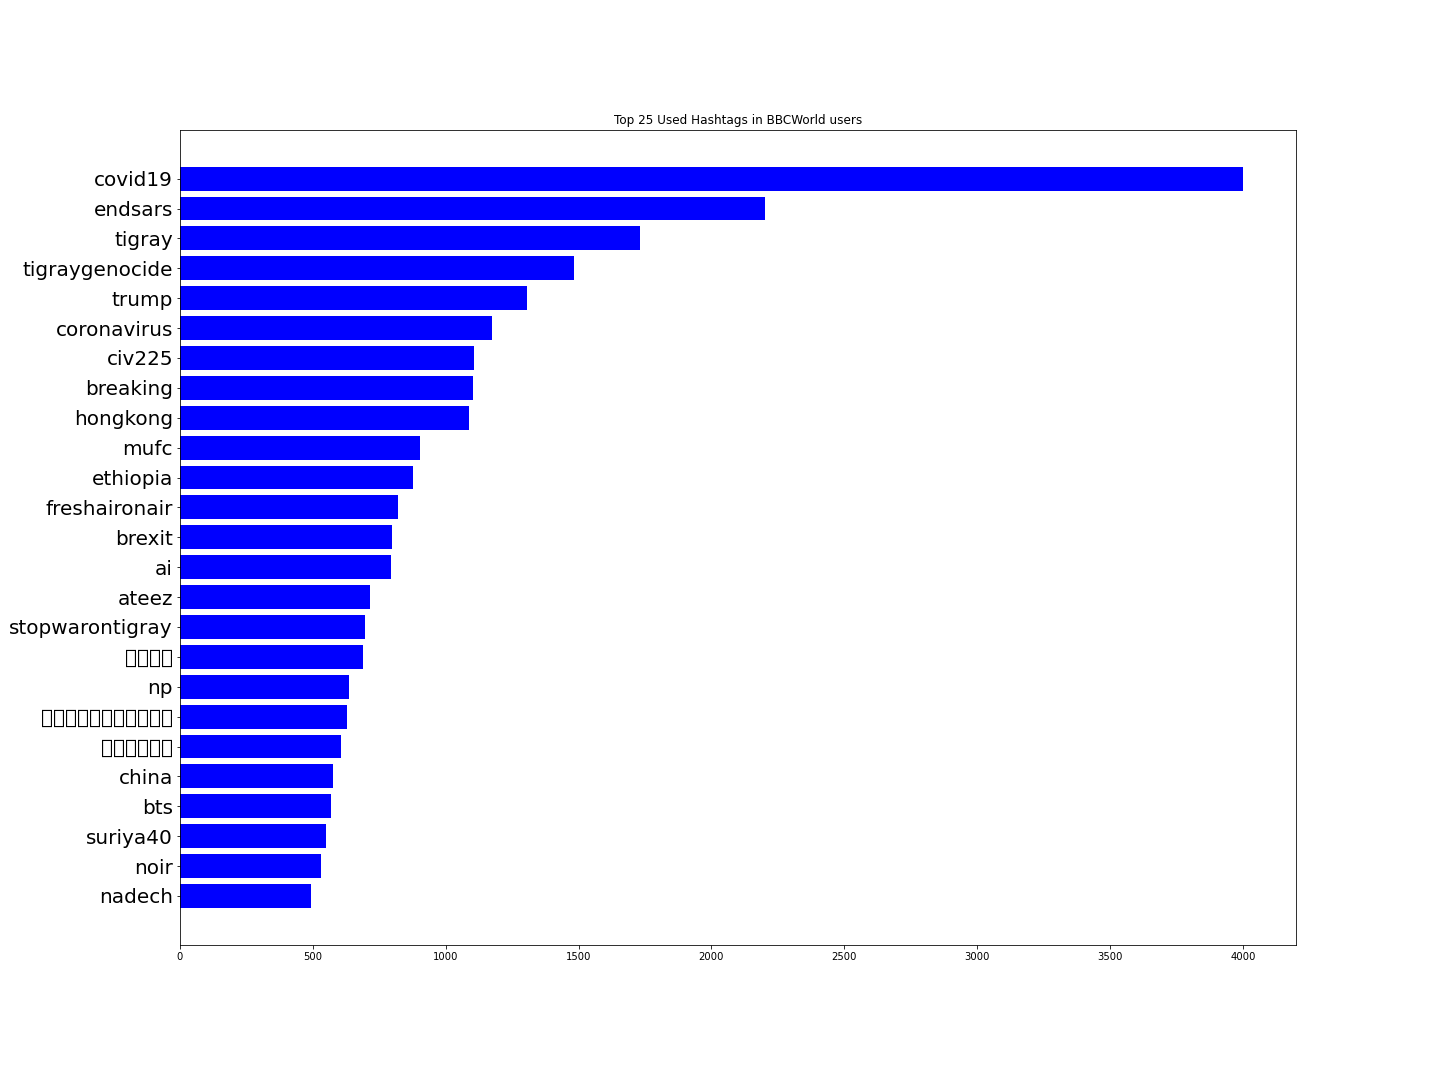 Top 25 Used Hashtags in BBCWorld users
covid19
endsars
tigray
tigraygenocide
trump
coronavirus
civ225
breaking
hongkong
mufc
ethiopia
freshaironair
brexit
ai
ateez
stopwarontigray
np
china
bts
suriya40
noir
nadech
0 500 1000 1500 2000 2500 3000 3500 4000